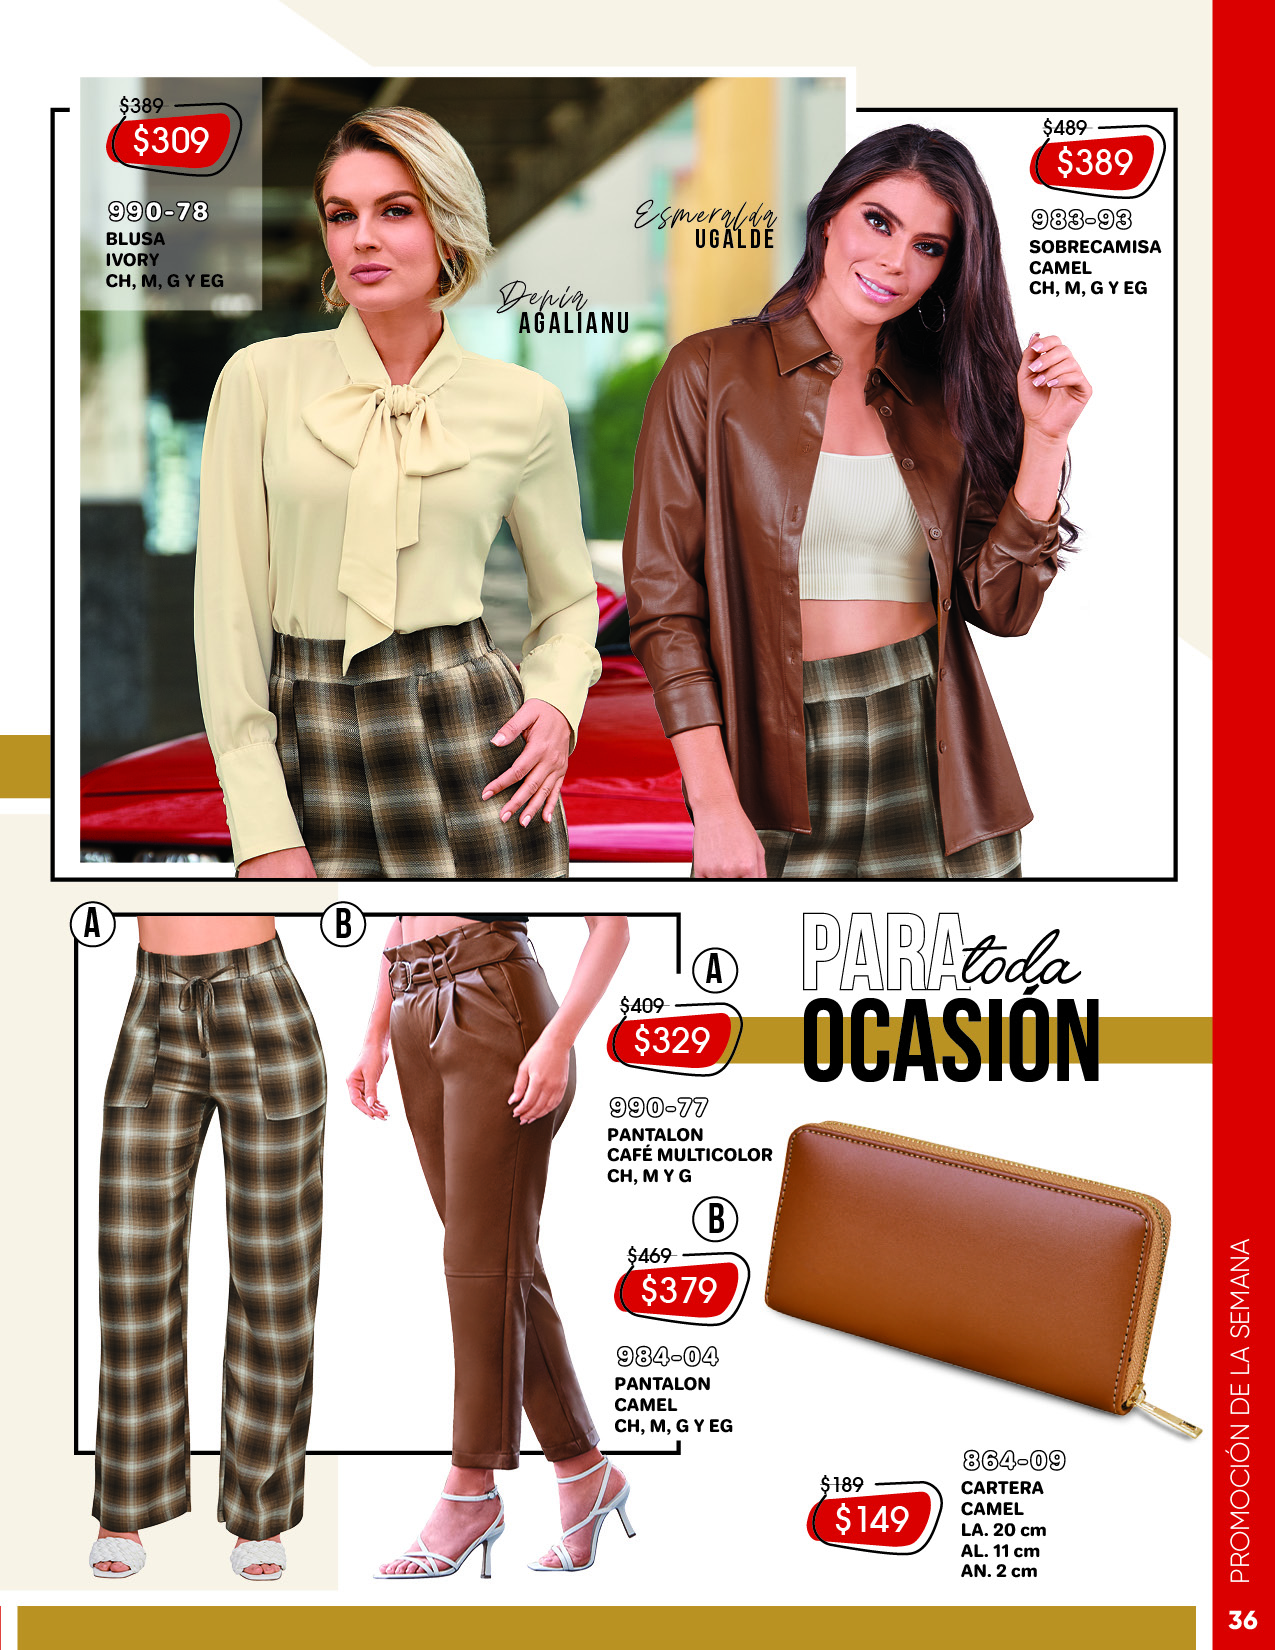 $389
$309
990-78
BLUSA
IVORY
CH, M, G Y EG
Denia
AGALIANU
Esmeralda
UGALDE
$489
$389
983-93
SOBRECAMISA
CAMEL
CH, M, G Y EG
A
B
A
$409
$329
990-77
PANTALON
CAFÉ MULTICOLOR
CH, M Y G
B
$469
$379
984-04
PANTALON
CAMEL
CH, M, G Y EG
PARA toda
OCASIÓN
$189
$149
864-09
CARTERA
CAMEL
LA. 20 cm
AL. 11 cm
AN. 2 cm
PROMOCIÓN DE LA SEMANA
36